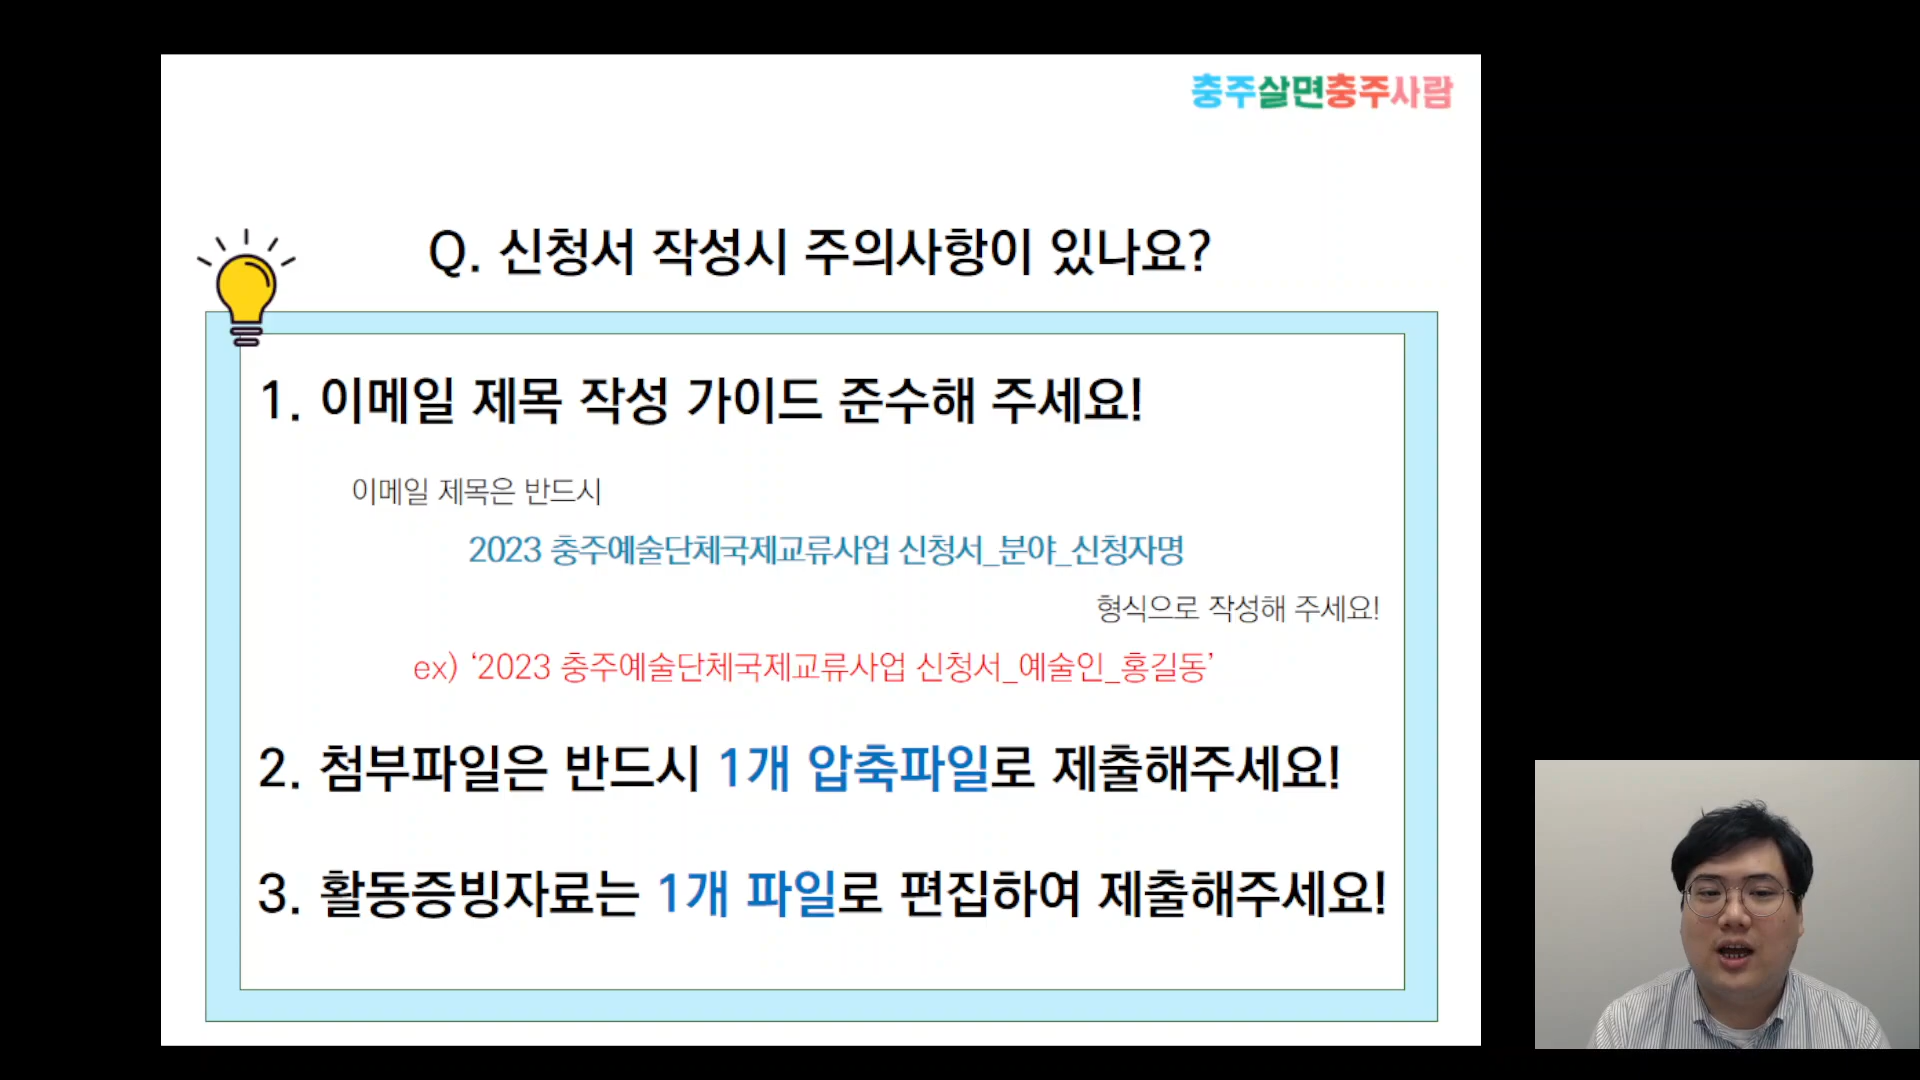 충주살면충주사람
Q. 신청서 작성시 주의사항이 있나요?
1. 이메일 제목 작성 가이드 준수해 주세요!
이메일 제목은 반드시
2023 충주예술단체국제교류사업 신청서_분야_신청자명
형식으로 작성해 주세요!
ex) ‘2023 충주예술단체국제교류사업 신청서_예술인_홍길동’
2. 첨부파일은 반드시 1개 압축파일로 제출해주세요!
3. 활동증빙자료는 1개 파일로 편집하여 제출해주세요!